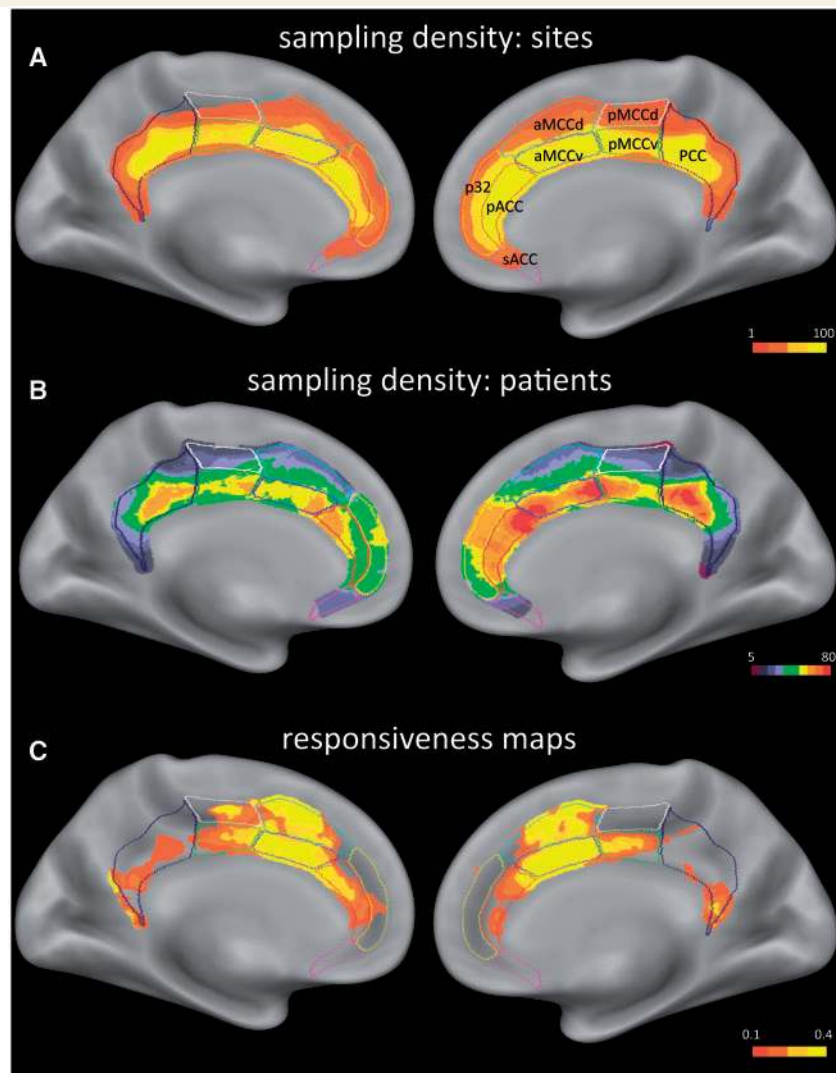 sampling density: sites
A
aMCCd pMCCd
aMCCv pMCCv PCC
p32
pACC
sACC
1 100
sampling density: patients
B
5 80
responsiveness maps
C
0.1 0.4